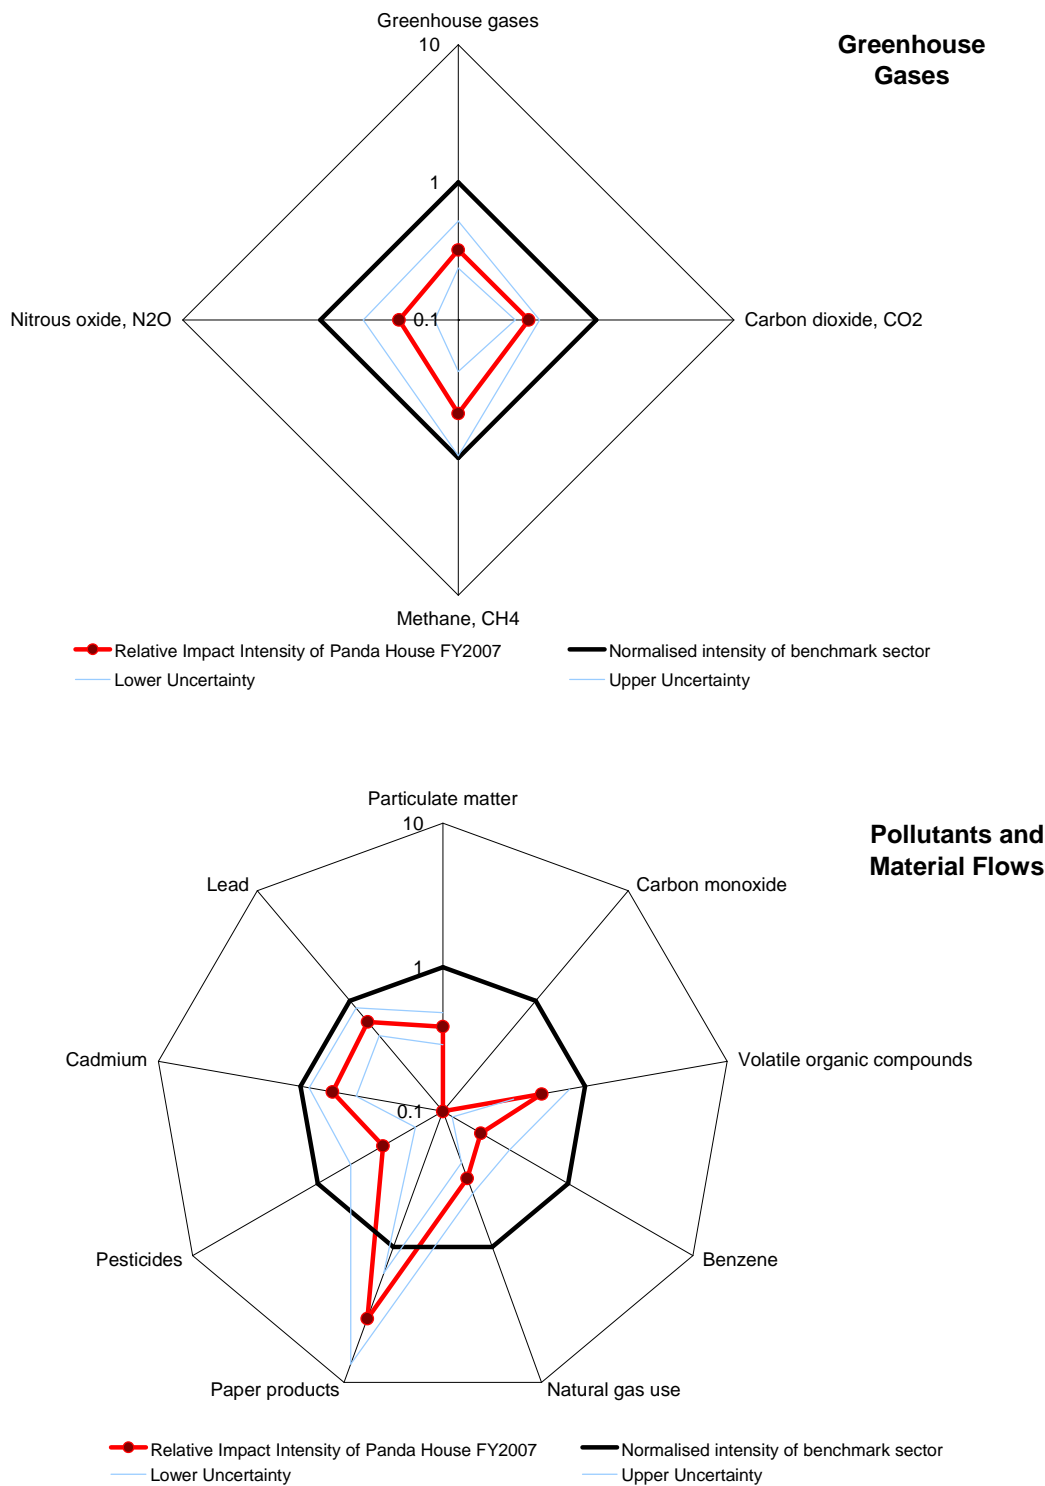 Greenhouse gases
10
Greenhouse
Gases
1
Nitrous oxide, N2O
0.1
Carbon dioxide, CO2
Methane, CH4
Relative Impact Intensity of Panda House FY2007
Normalised intensity of benchmark sector
Lower Uncertainty
Upper Uncertainty
Particulate matter
10
Pollutants and
Material Flows
Lead
Carbon monoxide
1
Cadmium
Volatile organic compounds
0.1
Pesticides
Benzene
Paper products
Natural gas use
Relative Impact Intensity of Panda House FY2007
Normalised intensity of benchmark sector
Lower Uncertainty
Upper Uncertainty